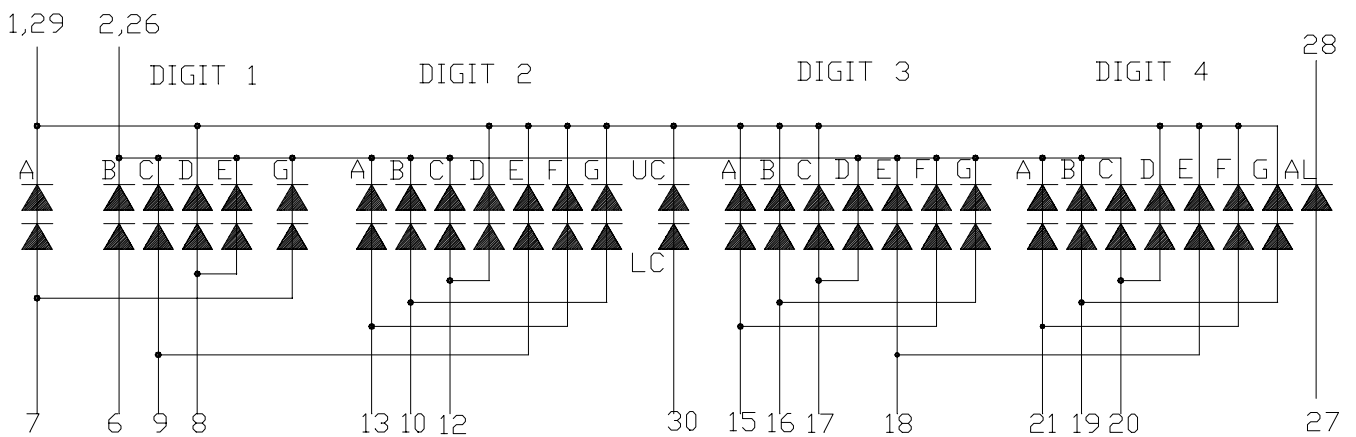 1,29 2,26 28
DIGIT 1 DIGIT 2 DIGIT 3 DIGIT 4
A B C D E G A B C D E F G UC A B C D E F G A B C D E F G AL
LC
7 6 9 8 13 10 12 30 15 16 17 18 21 19 20 27